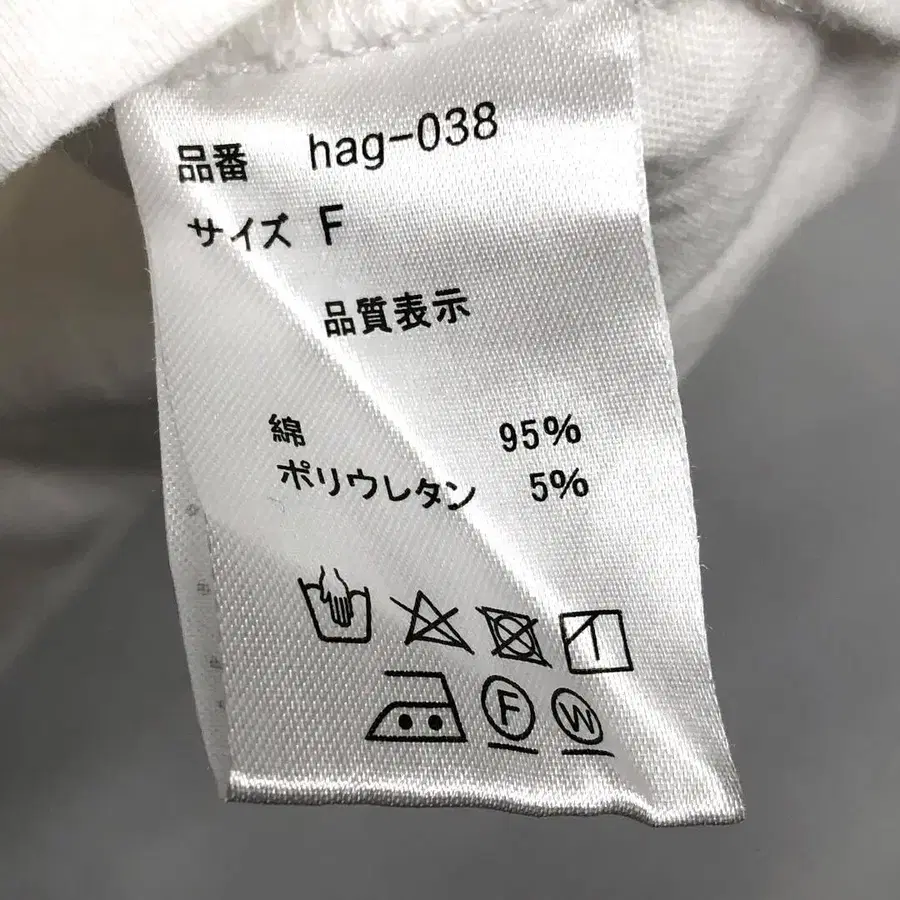 品番 hag-038
サイズ F
品質表示
綿 95%
ポリウレタン 5%
F W